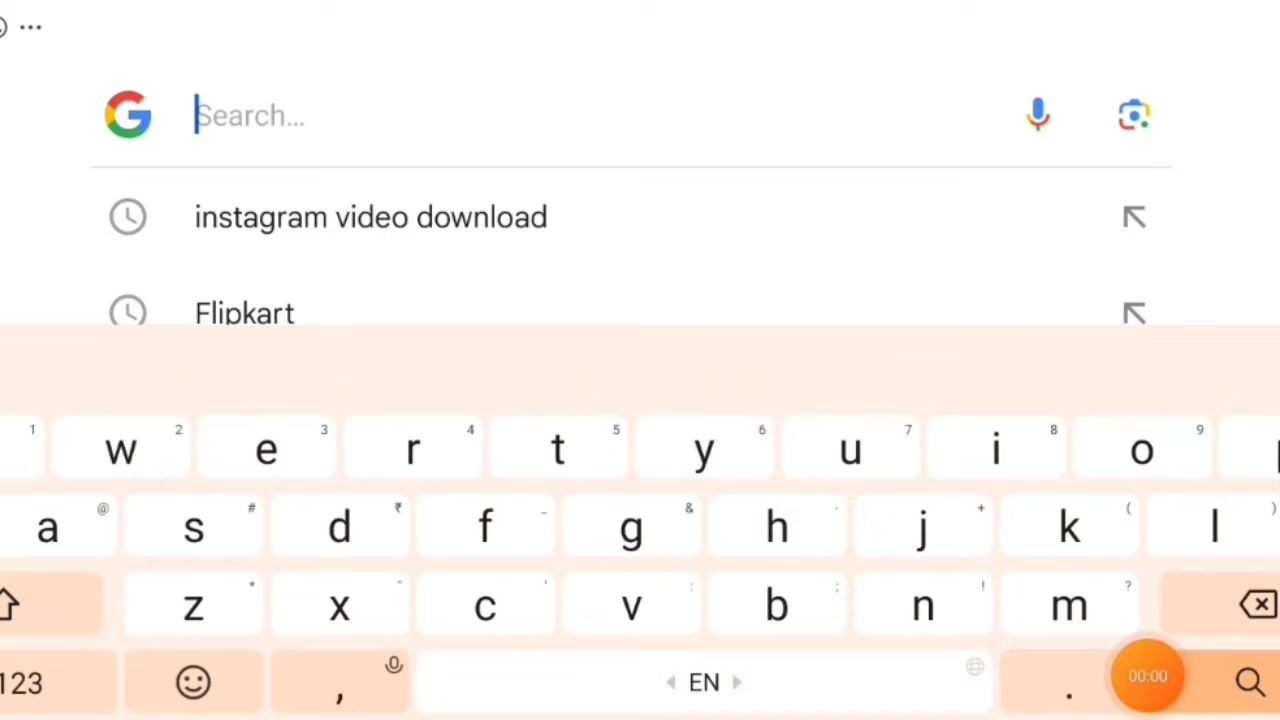 Search...
instagram video download
Flipkart
1 w 2 e 3 r 4 t 5 y 6 u 7 i 8 o 9
a @ s # d ₹ f _ g & h j + k ( l )
z * x " c ' v : b ; n ! m ?
123 , EN . 00:00